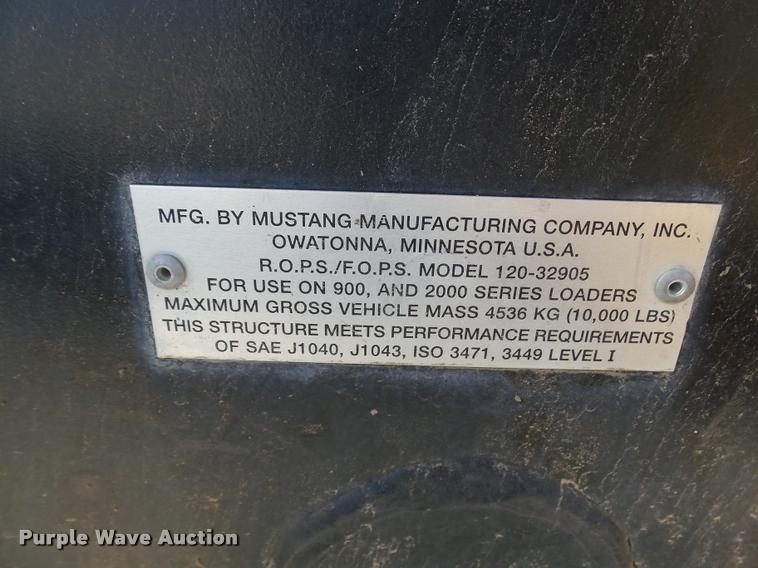 MFG. BY MUSTANG MANUFACTURING COMPANY, INC.
OWATONNA, MINNESOTA U.S.A.
R.O.P.S./F.O.P.S. MODEL 120-32905
FOR USE ON 900, AND 2000 SERIES LOADERS
MAXIMUM GROSS VEHICLE MASS 4536 KG (10,000 LBS)
THIS STRUCTURE MEETS PERFORMANCE REQUIREMENTS
OF SAE J1040, J1043, ISO 3471, 3449 LEVEL I
Purple Wave Auction